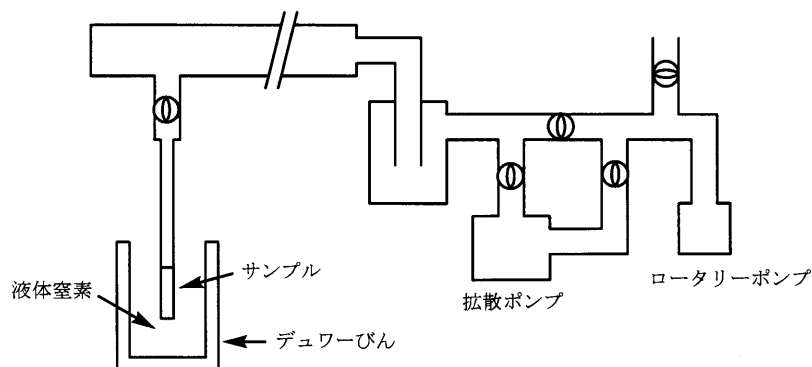 サンプル
液体窒素
デュワーびん
拡散ポンプ
ロータリーポンプ